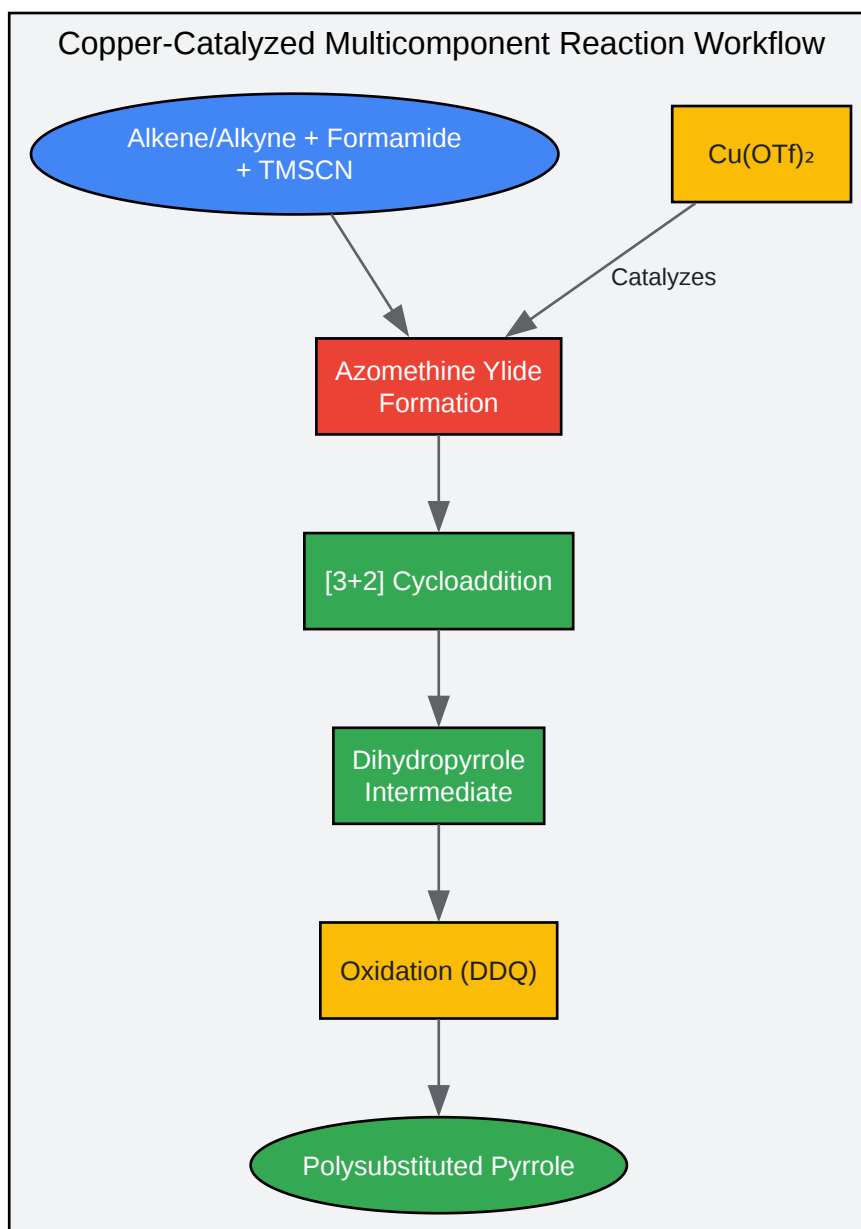 Copper-Catalyzed Multicomponent Reaction Workflow
Alkene/Alkyne + Formamide
+ TMSCN
Cu(OTf)₂
Catalyzes
Azomethine Ylide
Formation
[3+2] Cycloaddition
Dihydropyrrole
Intermediate
Oxidation (DDQ)
Polysubstituted Pyrrole